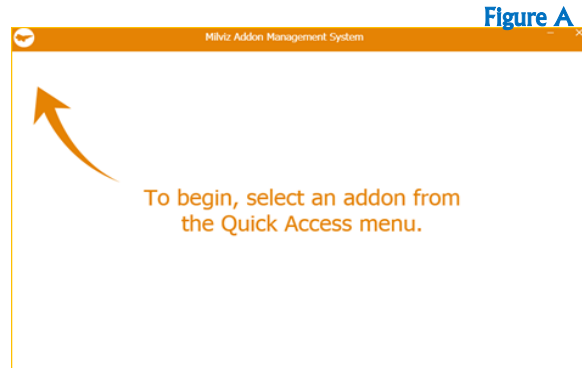 Figure A
Milviz Addon Management System
To begin, select an addon from
the Quick Access menu.